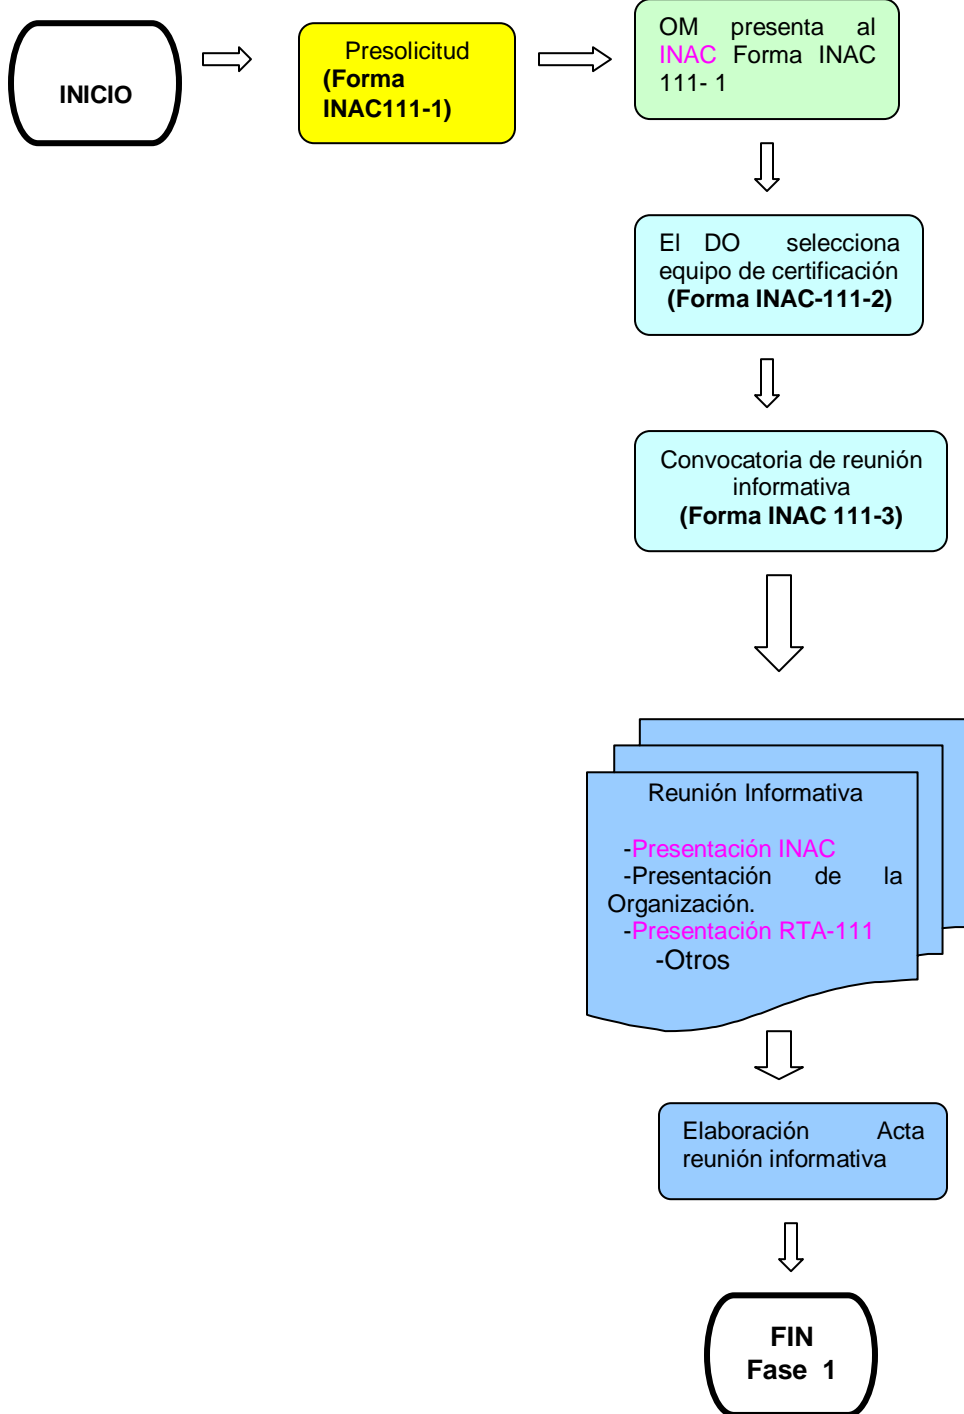 INICIO
Presolicitud
(Forma
INAC111-1)
OM presenta al
INAC Forma INAC
111- 1
El DO selecciona
equipo de certificación
(Forma INAC-111-2)
Convocatoria de reunión
informativa
(Forma INAC 111-3)
Reunión Informativa
-Presentación INAC
-Presentación de la
Organización.
-Presentación RTA-111
-Otros
Elaboración Acta
reunión informativa
FIN
Fase 1